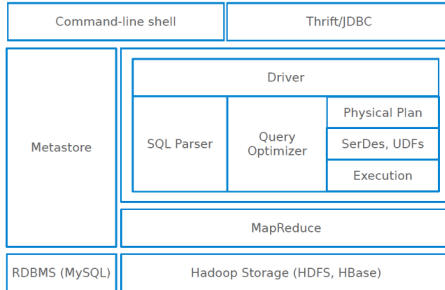 Command-line shell
Thrift/JDBC
Metastore
Driver
SQL Parser
Query
Optimizer
Physical Plan
SerDes, UDFs
Execution
MapReduce
RDBMS (MySQL)
Hadoop Storage (HDFS, HBase)